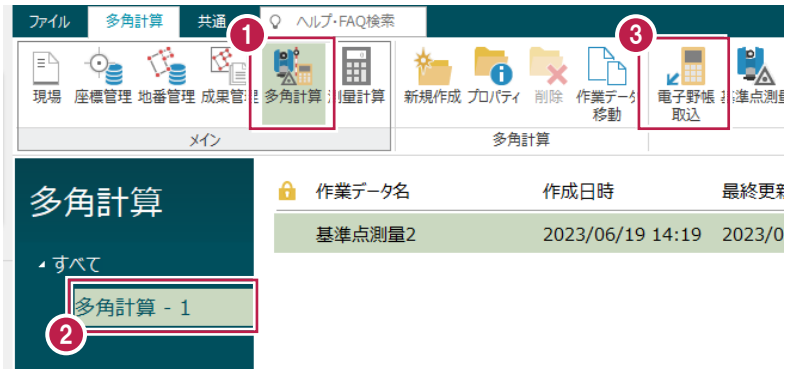 ファイル 多角計算 共通 ヘルプ・FAQ検索
1 3
現場 座標管理 地番管理 成果管理 多角計算 測量計算 新規作成 プロパティ 削除 作業データ 電子野帳 基準点測量
移動 取込
メイン 多角計算
多角計算
作業データ名 作成日時 最終更新
基準点測量2 2023/06/19 14:19 2023/0
すべて
多角計算 - 1
2